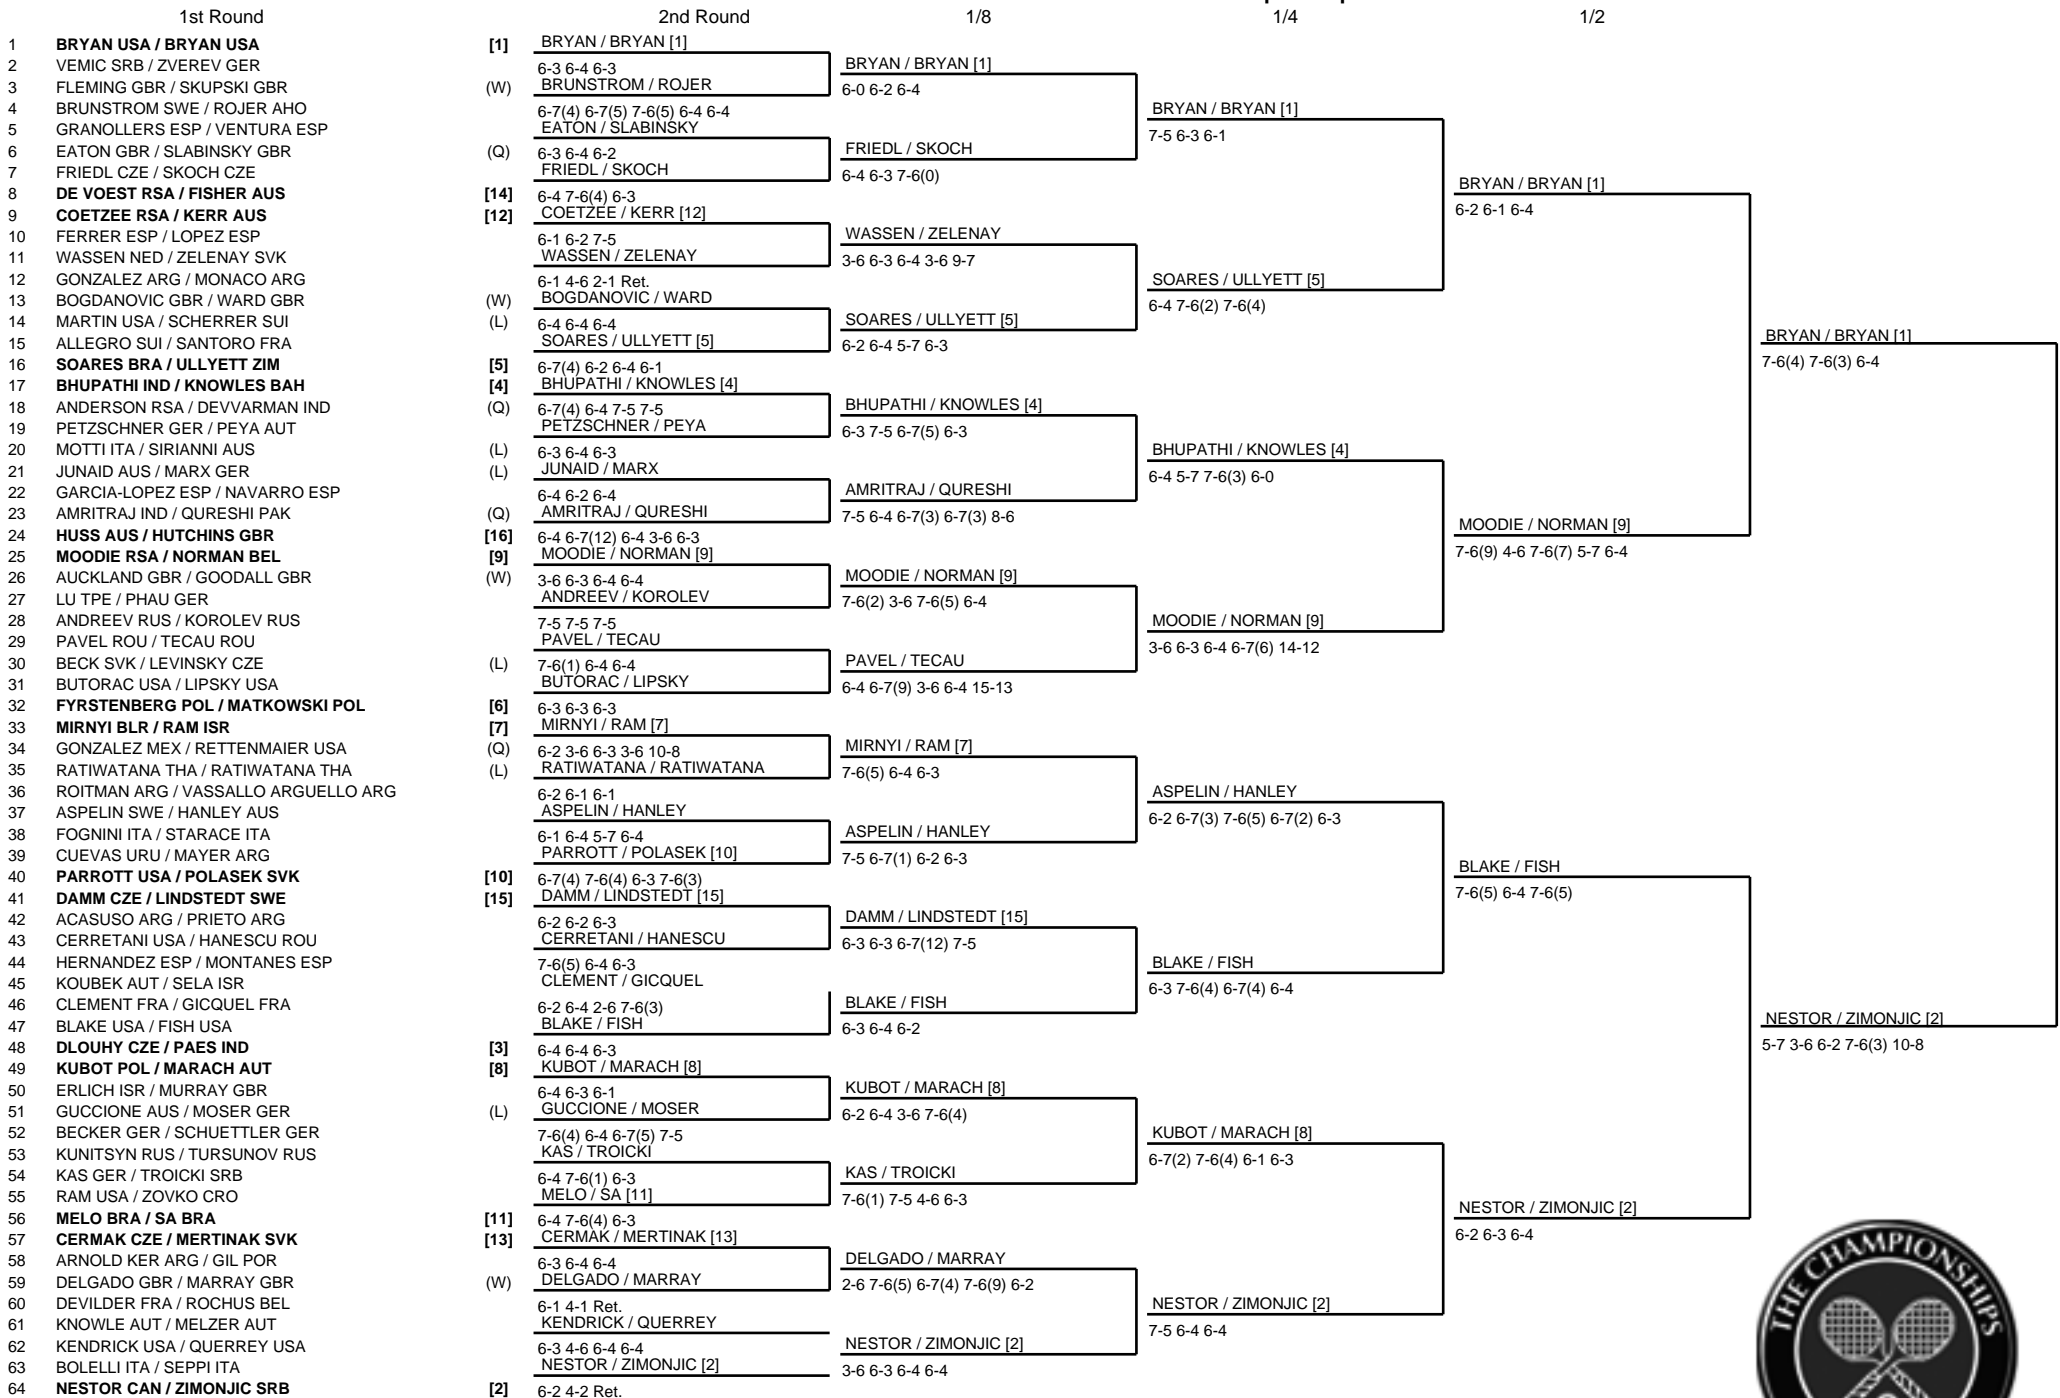 1st Round 2nd Round 1/8 1/4 1/2
1 BRYAN USA / BRYAN USA [1]
2 VEMIC SRB / ZVEREV GER
3 FLEMING GBR / SKUPSKI GBR (W)
4 BRUNSTROM SWE / ROJER AHO
5 GRANOLLERS ESP / VENTURA ESP
6 EATON GBR / SLABINSKY GBR (Q)
7 FRIEDL CZE / SKOCH CZE
8 DE VOEST RSA / FISHER AUS [14]
9 COETZEE RSA / KERR AUS [12]
10 FERRER ESP / LOPEZ ESP
11 WASSEN NED / ZELENAY SVK
12 GONZALEZ ARG / MONACO ARG
13 BOGDANOVIC GBR / WARD GBR (W)
14 MARTIN USA / SCHERRER SUI (L)
15 ALLEGRO SUI / SANTORO FRA
16 SOARES BRA / ULLYETT ZIM [5]
17 BHUPATHI IND / KNOWLES BAH [4]
18 ANDERSON RSA / DEVVARMAN IND (Q)
19 PETZSCHNER GER / PEYA AUT
20 MOTTI ITA / SIRIANNI AUS (L)
21 JUNAID AUS / MARX GER (L)
22 GARCIA-LOPEZ ESP / NAVARRO ESP
23 AMRITRAJ IND / QURESHI PAK (Q)
24 HUSS AUS / HUTCHINS GBR [16]
25 MOODIE RSA / NORMAN BEL [9]
26 AUCKLAND GBR / GOODALL GBR (W)
27 LU TPE / PHAU GER
28 ANDREEV RUS / KOROLEV RUS
29 PAVEL ROU / TECAU ROU
30 BECK SVK / LEVINSKY CZE (L)
31 BUTORAC USA / LIPSKY USA
32 FYRSTENBERG POL / MATKOWSKI POL [6]
33 MIRNYI BLR / RAM ISR [7]
34 GONZALEZ MEX / RETTENMAIER USA (Q)
35 RATIWATANA THA / RATIWATANA THA (L)
36 ROITMAN ARG / VASSALLO ARGUELLO ARG
37 ASPELIN SWE / HANLEY AUS
38 FOGNINI ITA / STARACE ITA
39 CUEVAS URU / MAYER ARG
40 PARROTT USA / POLASEK SVK [10]
41 DAMM CZE / LINDSTEDT SWE [15]
42 ACASUSO ARG / PRIETO ARG
43 CERRETANI USA / HANESCU ROU
44 HERNANDEZ ESP / MONTANES ESP
45 KOUBEK AUT / SELA ISR
46 CLEMENT FRA / GICQUEL FRA
47 BLAKE USA / FISH USA
48 DLOUHY CZE / PAES IND [3]
49 KUBOT POL / MARACH AUT [8]
50 ERLICH ISR / MURRAY GBR
51 GUCCIONE AUS / MOSER GER (L)
52 BECKER GER / SCHUETTLER GER
53 KUNITSYN RUS / TURSUNOV RUS
54 KAS GER / TROICKI SRB
55 RAM USA / ZOVKO CRO
56 MELO BRA / SA BRA [11]
57 CERMAK CZE / MERTINAK SVK [13]
58 ARNOLD KER ARG / GIL POR
59 DELGADO GBR / MARRAY GBR (W)
60 DEVILDER FRA / ROCHUS BEL
61 KNOWLE AUT / MELZER AUT
62 KENDRICK USA / QUERREY USA
63 BOLELLI ITA / SEPPI ITA
64 NESTOR CAN / ZIMONJIC SRB [2]
BRYAN / BRYAN [1]
6-3 6-4 6-3
BRUNSTROM / ROJER
6-7(4) 6-7(5) 7-6(5) 6-4 6-4
EATON / SLABINSKY
6-3 6-4 6-2
FRIEDL / SKOCH
6-4 7-6(4) 6-3
COETZEE / KERR [12]
6-1 6-2 7-5
WASSEN / ZELENAY
6-1 4-6 2-1 Ret.
BOGDANOVIC / WARD
6-4 6-4 6-4
SOARES / ULLYETT [5]
6-7(4) 6-2 6-4 6-1
BHUPATHI / KNOWLES [4]
6-7(4) 6-4 7-5 7-5
PETZSCHNER / PEYA
6-3 6-4 6-3
JUNAID / MARX
6-4 6-2 6-4
AMRITRAJ / QURESHI
6-4 6-7(12) 6-4 3-6 6-3
MOODIE / NORMAN [9]
3-6 6-3 6-4 6-4
ANDREEV / KOROLEV
7-5 7-5 7-5
PAVEL / TECAU
7-6(1) 6-4 6-4
BUTORAC / LIPSKY
6-3 6-3 6-3
MIRNYI / RAM [7]
6-2 3-6 6-3 3-6 10-8
RATIWATANA / RATIWATANA
6-2 6-1 6-1
ASPELIN / HANLEY
6-1 6-4 5-7 6-4
PARROTT / POLASEK [10]
6-7(4) 7-6(4) 6-3 7-6(3)
DAMM / LINDSTEDT [15]
6-2 6-2 6-3
CERRETANI / HANESCU
7-6(5) 6-4 6-3
CLEMENT / GICQUEL
6-2 6-4 2-6 7-6(3)
BLAKE / FISH
6-4 6-4 6-3
KUBOT / MARACH [8]
6-4 6-3 6-1
GUCCIONE / MOSER
7-6(4) 6-4 6-7(5) 7-5
KAS / TROICKI
6-4 7-6(1) 6-3
MELO / SA [11]
6-4 7-6(4) 6-3
CERMAK / MERTINAK [13]
6-3 6-4 6-4
DELGADO / MARRAY
6-1 4-1 Ret.
KENDRICK / QUERREY
6-3 4-6 6-4 6-4
NESTOR / ZIMONJIC [2]
6-2 4-2 Ret.
BRYAN / BRYAN [1]
6-0 6-2 6-4
FRIEDL / SKOCH
6-4 6-3 7-6(0)
WASSEN / ZELENAY
3-6 6-3 6-4 3-6 9-7
SOARES / ULLYETT [5]
6-2 6-4 5-7 6-3
BHUPATHI / KNOWLES [4]
6-3 7-5 6-7(5) 6-3
AMRITRAJ / QURESHI
7-5 6-4 6-7(3) 6-7(3) 8-6
MOODIE / NORMAN [9]
7-6(2) 3-6 7-6(5) 6-4
PAVEL / TECAU
6-4 6-7(9) 3-6 6-4 15-13
MIRNYI / RAM [7]
7-6(5) 6-4 6-3
ASPELIN / HANLEY
7-5 6-7(1) 6-2 6-3
DAMM / LINDSTEDT [15]
6-3 6-3 6-7(12) 7-5
BLAKE / FISH
6-3 6-4 6-2
KUBOT / MARACH [8]
6-2 6-4 3-6 7-6(4)
KAS / TROICKI
7-6(1) 7-5 4-6 6-3
DELGADO / MARRAY
2-6 7-6(5) 6-7(4) 7-6(9) 6-2
NESTOR / ZIMONJIC [2]
3-6 6-3 6-4 6-4
BRYAN / BRYAN [1]
7-5 6-3 6-1
SOARES / ULLYETT [5]
6-4 7-6(2) 7-6(4)
BHUPATHI / KNOWLES [4]
6-4 5-7 7-6(3) 6-0
MOODIE / NORMAN [9]
3-6 6-3 6-4 6-7(6) 14-12
ASPELIN / HANLEY
6-2 6-7(3) 7-6(5) 6-7(2) 6-3
BLAKE / FISH
6-3 7-6(4) 6-7(4) 6-4
KUBOT / MARACH [8]
6-7(2) 7-6(4) 6-1 6-3
NESTOR / ZIMONJIC [2]
7-5 6-4 6-4
BRYAN / BRYAN [1]
6-2 6-1 6-4
MOODIE / NORMAN [9]
7-6(9) 4-6 7-6(7) 5-7 6-4
BLAKE / FISH
7-6(5) 6-4 7-6(5)
NESTOR / ZIMONJIC [2]
6-2 6-3 6-4
BRYAN / BRYAN [1]
7-6(4) 7-6(3) 6-4
NESTOR / ZIMONJIC [2]
5-7 3-6 6-2 7-6(3) 10-8
THE CHAMPIONSHIPS